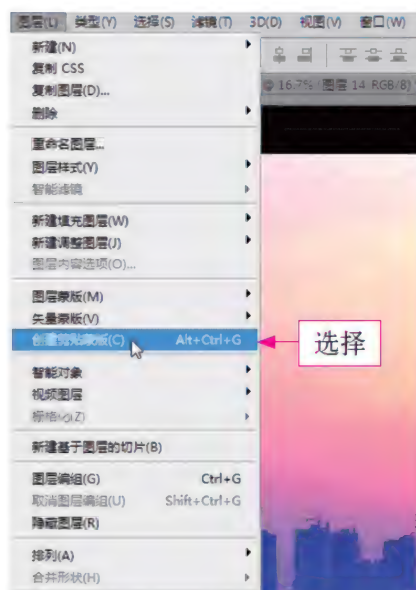 图层(L) 类型(Y) 选择(S) 滤镜(T) 3D(D) 视图(V) 窗口(W)
新建(N)
复制 CSS
复制图层(D)...
删除
@ 16.7% (图层 14, RGB/8)
重命名图层...
图层样式(Y)
智能滤镜
新建填充图层(W)
新建调整图层(J)
图层内容选项(O)...
图层蒙版(M)
矢量蒙版(V)
创建剪贴蒙版(C) Alt+Ctrl+G
选择
智能对象
视频图层
栅格化(Z)
新建基于图层的切片(B)
图层编组(G) Ctrl+G
取消图层编组(U) Shift+Ctrl+G
隐藏图层(R)
排列(A)
合并形状(H)